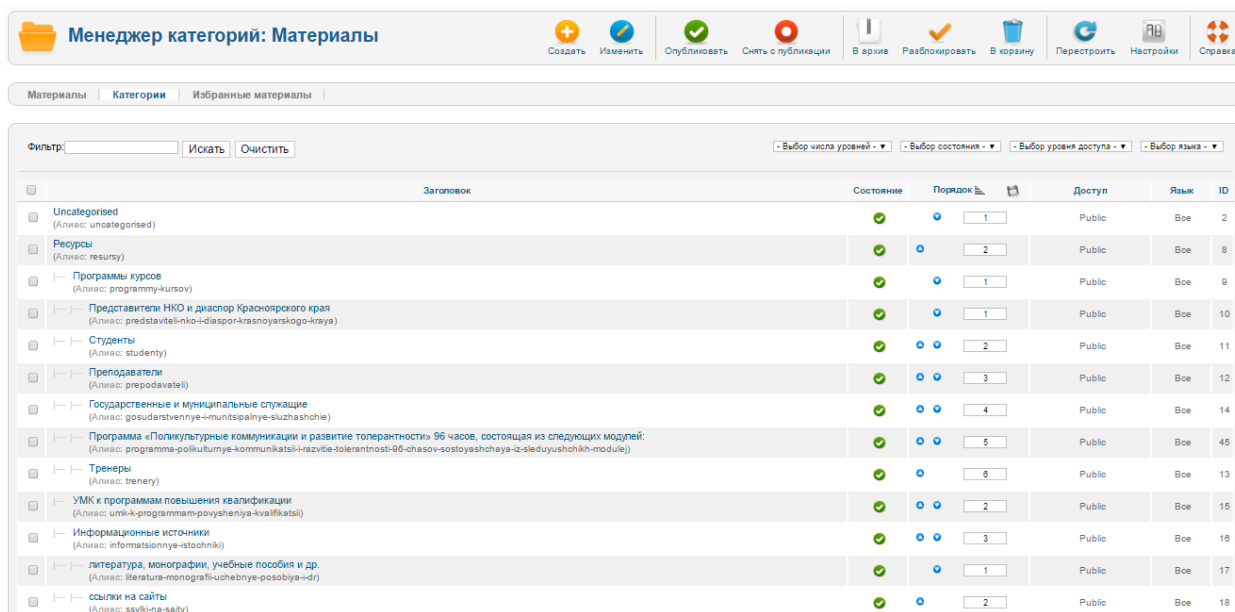 Менеджер категорий: Материалы
Создать Изменить Опубликовать Снять с публикации В архив Разблокировать В корзину Перестроить Настройки Справка
Материалы Категории Избранные материалы
Фильтр: Искать Очистить - Выбор числа уровней - - Выбор состояния - - Выбор уровня доступа - - Выбор языка -
Заголовок Состояние Порядок Доступ Язык ID
Uncategorised
(Алиас: uncategorised) 1 Public Все 2
Ресурсы
(Алиас: resursy) 2 Public Все 8
Программы курсов
(Алиас: programmy-kursov) 1 Public Все 9
Представители НКО и диаспор Красноярского края
(Алиас: predstaviteli-nko-i-diaspor-krasnoyarskogo-kraya) 1 Public Все 10
Студенты
(Алиас: studenty) 2 Public Все 11
Преподаватели
(Алиас: prepodavateli) 3 Public Все 12
Государственные и муниципальные служащие
(Алиас: gosudarstvennye-i-munitsipalnye-sluzhashchie) 4 Public Все 14
Программа «Поликультурные коммуникации и развитие толерантности» 96 часов, состоящая из следующих модулей:
(Алиас: programma-polikulturnye-kommunikatsii-i-razvitie-tolerantnosti-96-chasov-sostoyashchaya-iz-sleduyushchikh-modulej) 5 Public Все 45
Тренеры
(Алиас: trenery) 6 Public Все 13
УМК к программам повышения квалификации
(Алиас: umk-k-programmam-povysheniya-kvalifikatsii) 2 Public Все 15
Информационные источники
(Алиас: informatsionnye-istochniki) 3 Public Все 16
литература, монографии, учебные пособия и др.
(Алиас: literatura-monografii-uchebnye-posobiya-i-dr) 1 Public Все 17
ссылки на сайты
(Алиас: ssylki-na-sajty) 2 Public Все 18